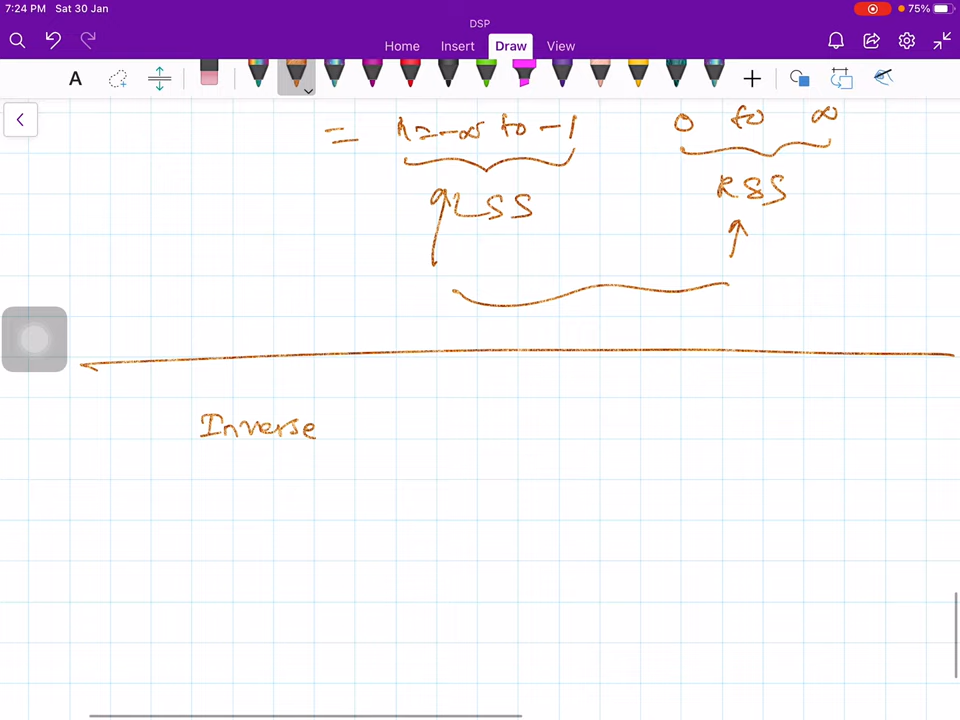 7:24 PM Sat 30 Jan 75%
DSP
Home Insert Draw View
A
= n=-∞ to -1 0 to ∞
LSS RSS
Inverse